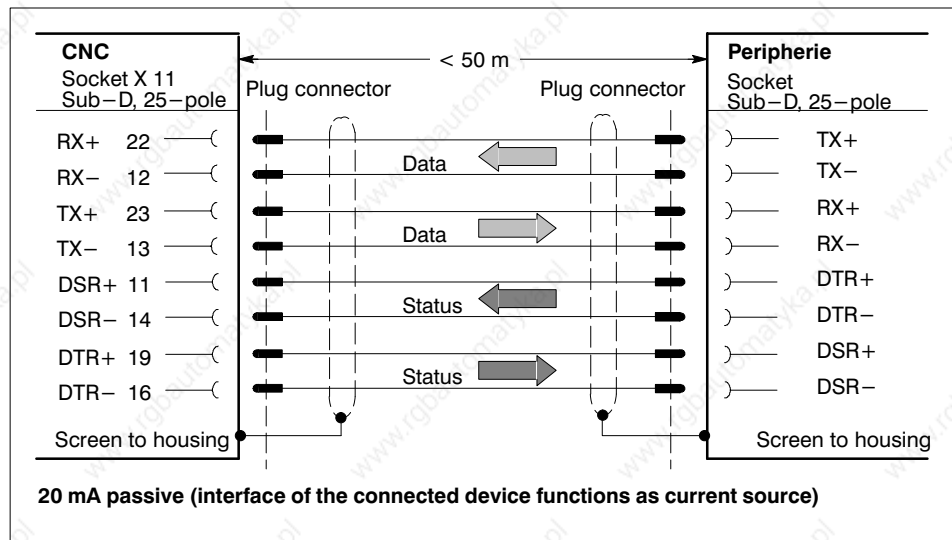 CNC
Socket X 11
Sub−D, 25−pole
< 50 m
Peripherie
Socket
Sub−D, 25−pole
Plug connector
Plug connector
RX+ 22
TX+
Data
RX− 12
TX−
TX+ 23
RX+
Data
TX− 13
RX−
DSR+ 11
DTR+
Status
DSR− 14
DTR−
DTR+ 19
DSR+
Status
DTR− 16
DSR−
Screen to housing
Screen to housing
20 mA passive (interface of the connected device functions as current source)
www.rgbautomatyka.pl